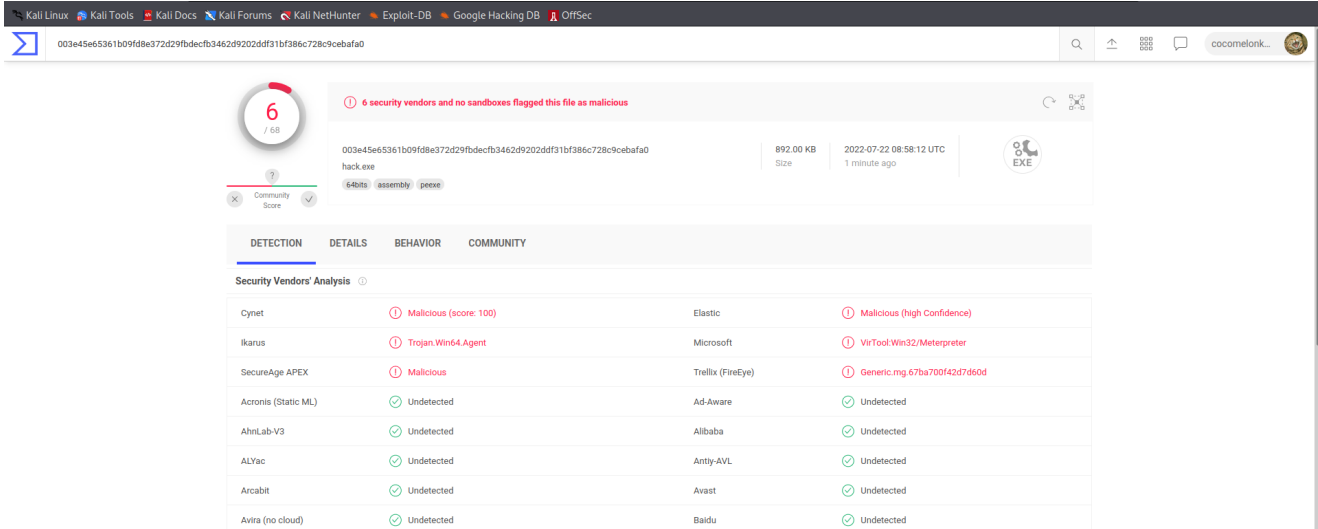 Kali Linux Kali Tools Kali Docs Kali Forums Kali NetHunter Exploit-DB Google Hacking DB OffSec
003e45e65361b09fd8e372d29fbdecfb3462d9202ddf31bf386c728c9cebafa0 cocomelonk...
6
/ 68
6 security vendors and no sandboxes flagged this file as malicious
003e45e65361b09fd8e372d29fbdecfb3462d9202ddf31bf386c728c9cebafa0
hack.exe
64bits assembly peexe
892.00 KB
Size
2022-07-22 08:58:12 UTC
1 minute ago
EXE
?
Community
Score
DETECTION DETAILS BEHAVIOR COMMUNITY
Security Vendors' Analysis
Cynet Malicious (score: 100) Elastic Malicious (high Confidence)
Ikarus Trojan.Win64.Agent Microsoft VirTool:Win32/Meterpreter
SecureAge APEX Malicious Trellix (FireEye) Generic.mg.67ba700f42d7d60d
Acronis (Static ML) Undetected Ad-Aware Undetected
AhnLab-V3 Undetected Alibaba Undetected
ALYac Undetected Antiy-AVL Undetected
Arcabit Undetected Avast Undetected
Avira (no cloud) Undetected Baidu Undetected